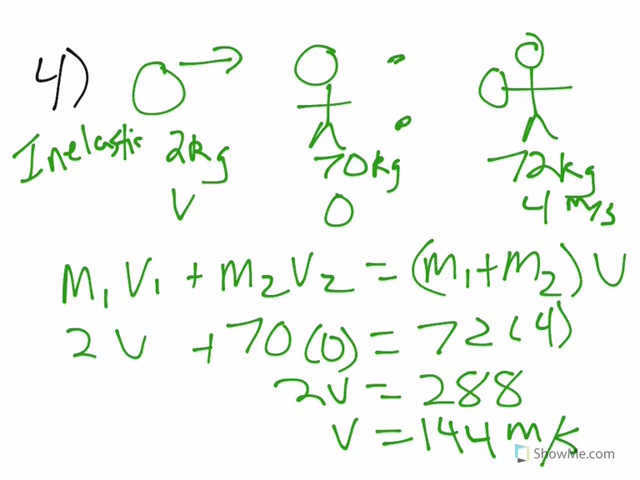 4)
Inelastic 2kg 70kg 72kg
V 0 4 m/s
m₁V₁ + m₂V₂ = (m₁+m₂) V
2V + 70(0) = 72(4)
2V = 288
V = 144 m/s
ShowMe.com